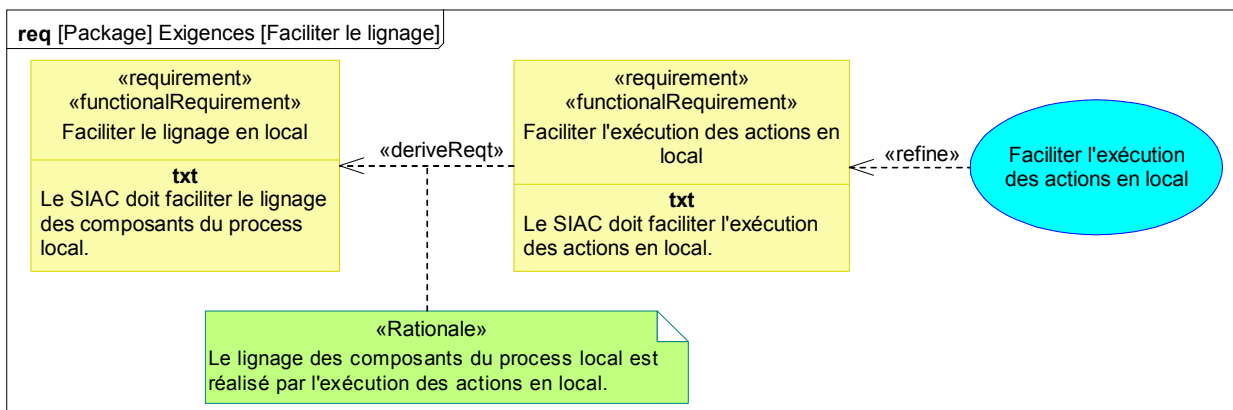 req [Package] Exigences [Faciliter le lignage]
«requirement»
«functionalRequirement»
Faciliter le lignage en local
txt
Le SIAC doit faciliter le lignage
des composants du process
local.
«deriveReqt»
«requirement»
«functionalRequirement»
Faciliter l'exécution des actions en
local
txt
Le SIAC doit faciliter l'exécution
des actions en local.
«refine»
Faciliter l'exécution
des actions en local
«Rationale»
Le lignage des composants du process local est
réalisé par l'exécution des actions en local.